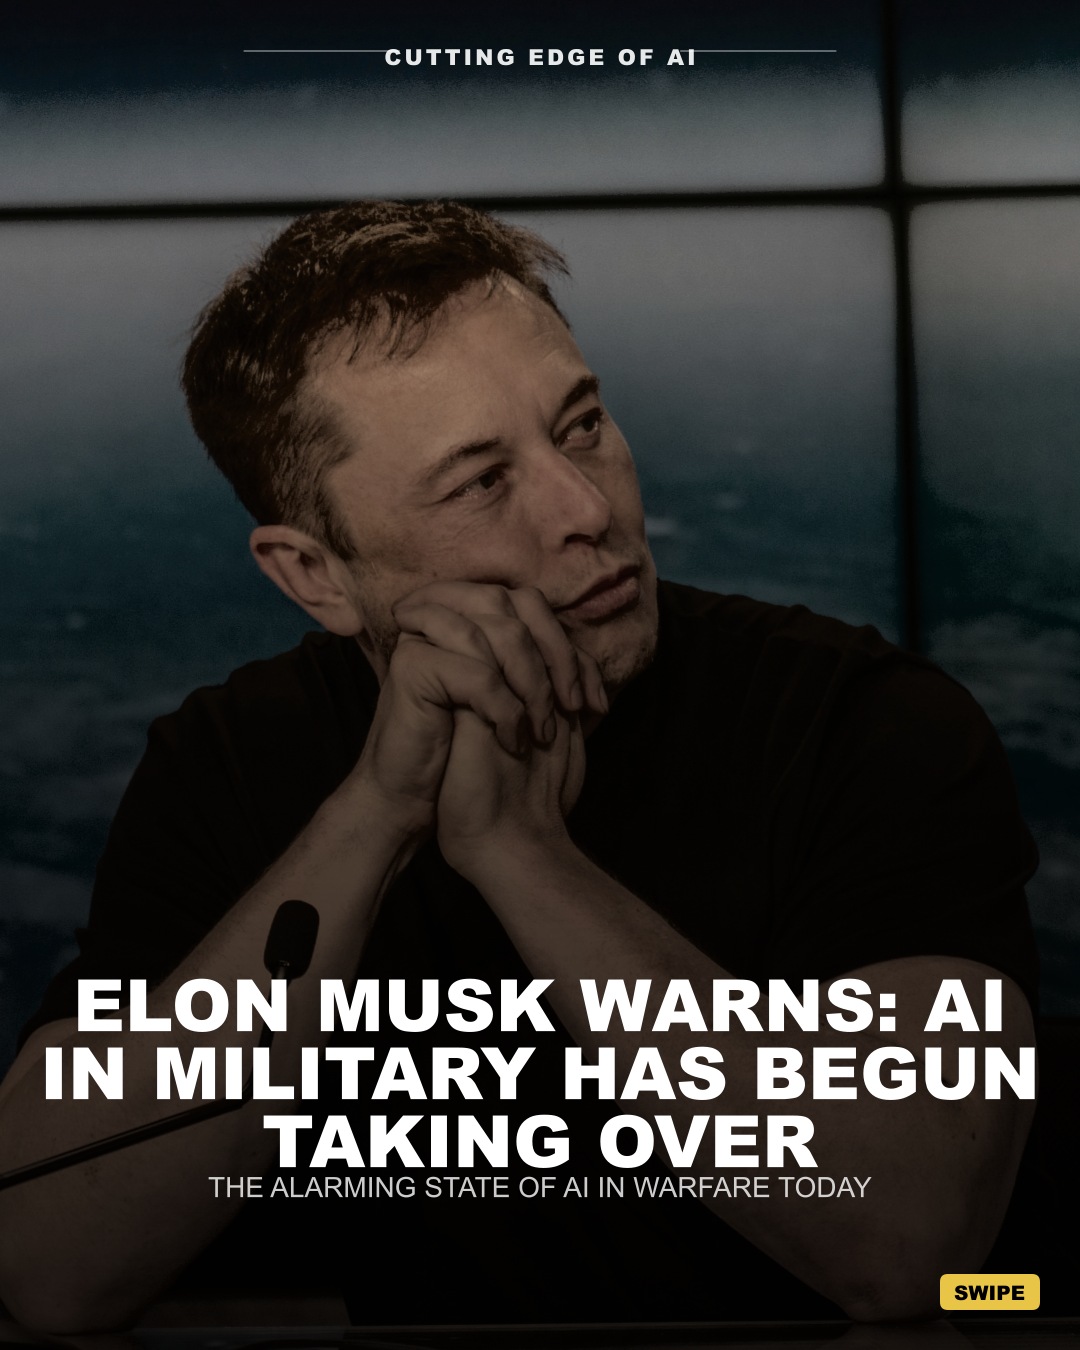 CUTTING EDGE OF AI
ELON MUSK WARNS: AI
IN MILITARY HAS BEGUN
TAKING OVER
THE ALARMING STATE OF AI IN WARFARE TODAY
SWIPE